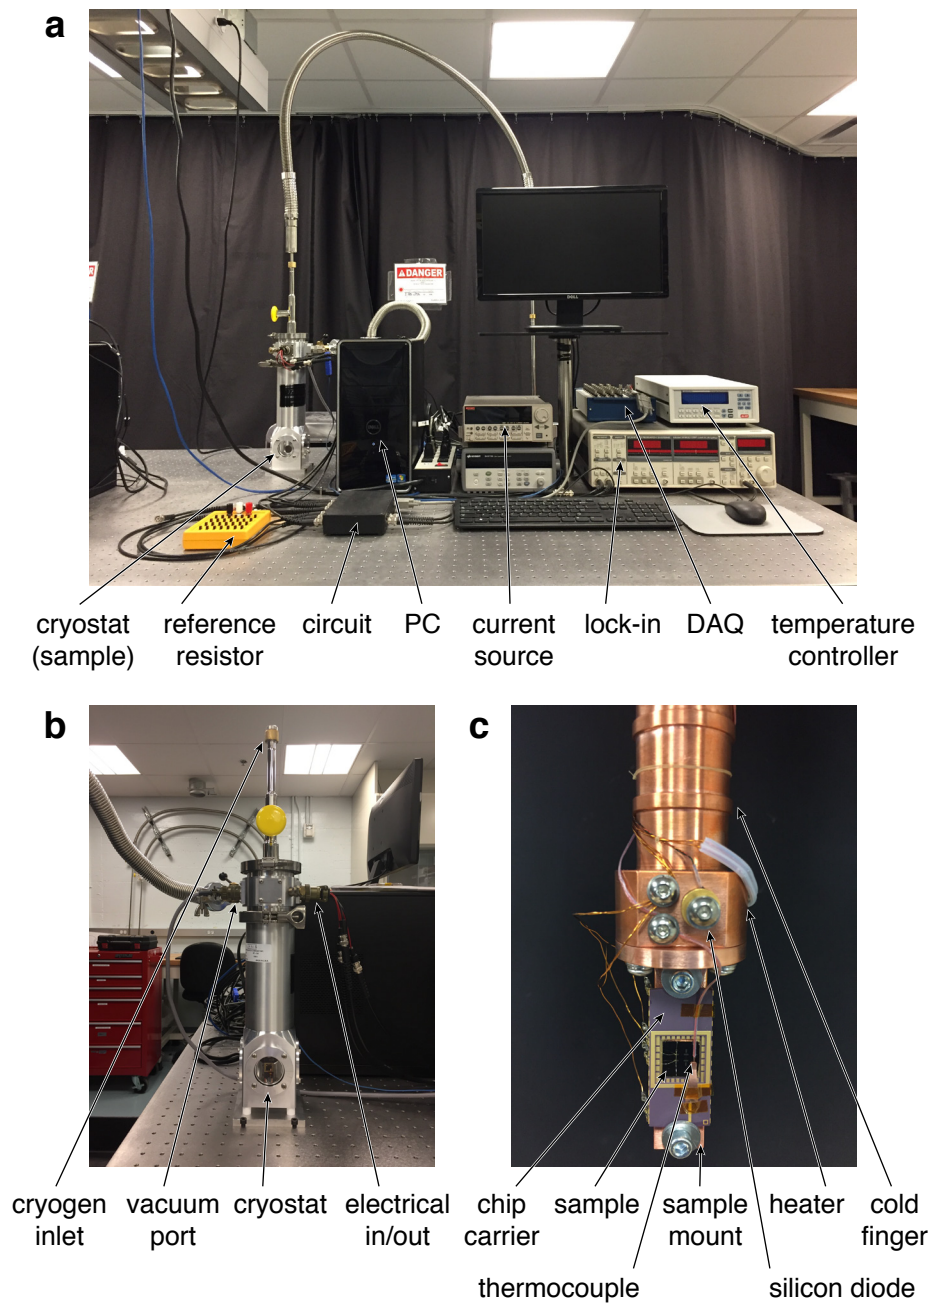 a
DANGER
DELL
cryostat
(sample)
reference
resistor
circuit
PC
current
source
lock-in
DAQ
temperature
controller
b
c
cryogen
inlet
vacuum
port
cryostat
electrical
in/out
chip
carrier
sample
sample
mount
heater
cold
finger
thermocouple
silicon diode